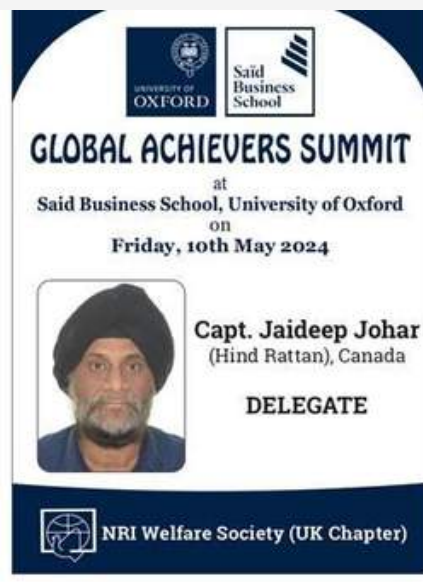 UNIVERSITY OF
OXFORD
Saïd
Business
School
GLOBAL ACHIEVERS SUMMIT
at
Said Business School, University of Oxford
on
Friday, 10th May 2024
Capt. Jaideep Johar
(Hind Rattan), Canada
DELEGATE
NRI Welfare Society (UK Chapter)